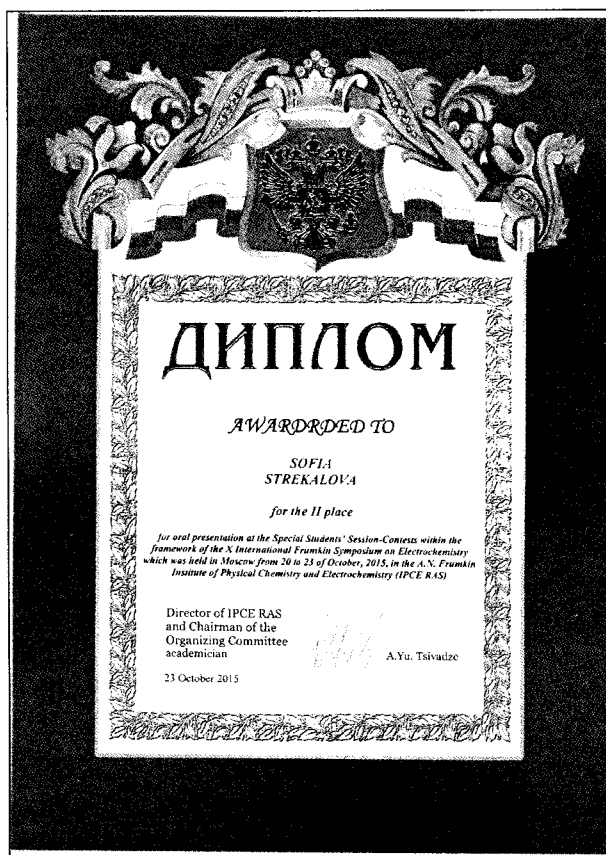 ДИПЛОМ
AWARDRDED TO
SOFIA
STREKALOVA
for the II place
for oral presentation at the Special Students' Session-Contests within the
framework of the X International Frumkin Symposium on Electrochemistry
which was held in Moscow from 20 to 23 of October, 2015, in the A.N. Frumkin
Institute of Physical Chemistry and Electrochemistry (IPCE RAS)
Director of IPCE RAS
and Chairman of the
Organizing Committee
academician
A.Yu. Tsivadze
23 October 2015